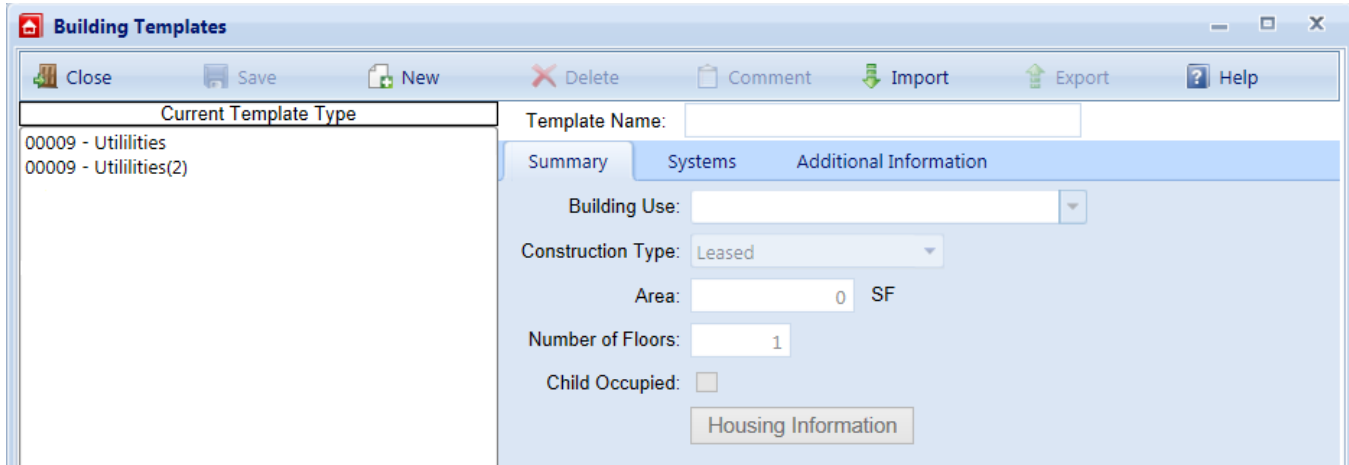 Building Templates
Close Save New Delete Comment Import Export ? Help
Current Template Type
00009 - Utililities
00009 - Utililities(2)
Template Name:
Summary Systems Additional Information
Building Use:
Construction Type: Leased
Area: 0 SF
Number of Floors: 1
Child Occupied:
Housing Information